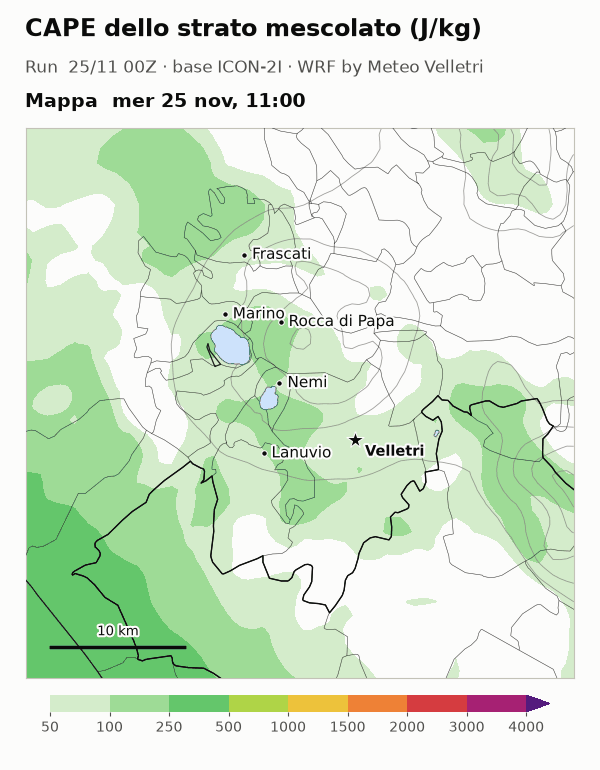 CAPE dello strato mescolato (J/kg)
Run  25/11 00Z · base ICON-2I · WRF by Meteo Velletri
Mappa  mer 25 nov, 11:00
Frascati
Marino
Rocca di Papa
Nemi
Velletri
Lanuvio
10 km
50 100 250 500 1000 1500 2000 3000 4000